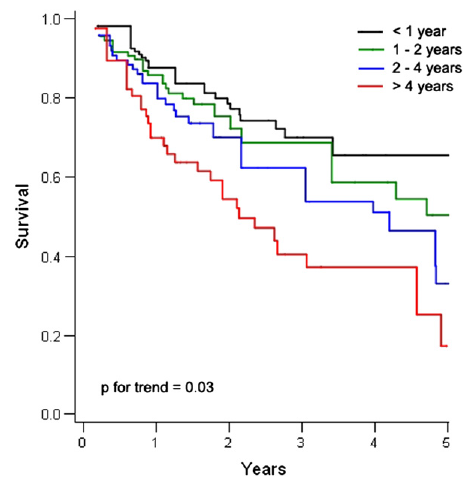 < 1 year
1 - 2 years
2 - 4 years
> 4 years
Survival
1.0
0.8
0.6
0.4
0.2
0.0
p for trend = 0.03
0 1 2 3 4 5
Years